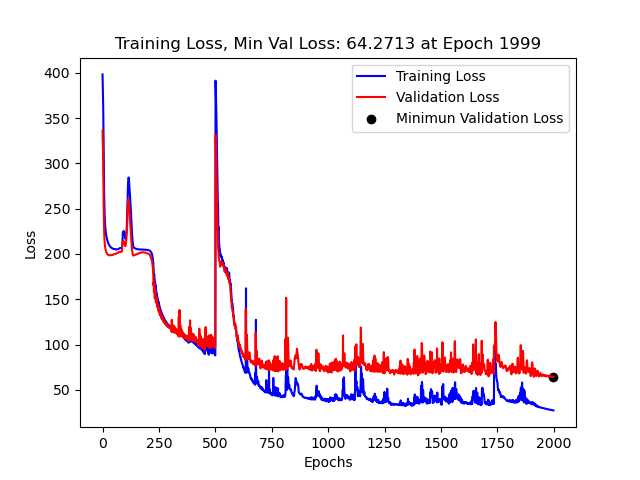 Training Loss, Min Val Loss: 64.2713 at Epoch 1999
Training Loss
Validation Loss
Minimun Validation Loss
Loss
400
350
300
250
200
150
100
50
0
250
500
750
1000
1250
1500
1750
2000
Epochs